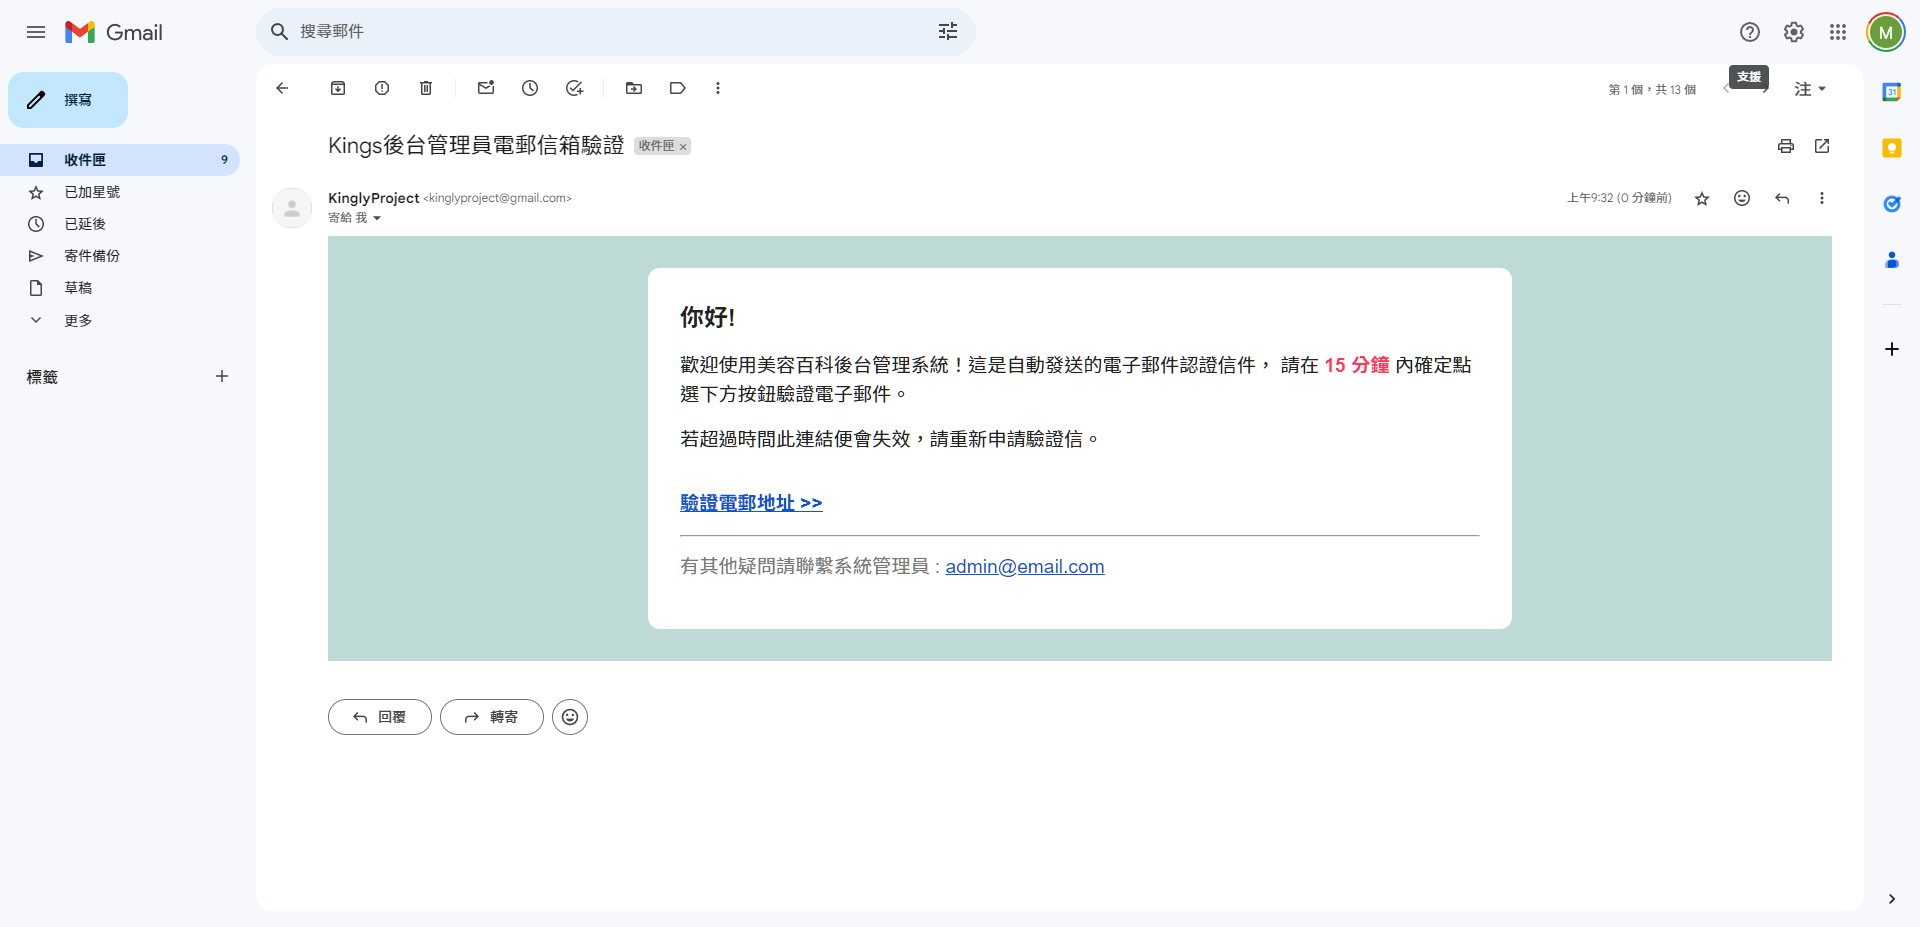 Gmail
搜尋郵件
M
支援
撰寫
收件匣 9
已加星號
已延後
寄件備份
草稿
更多
標籤
第 1 個，共 13 個
注
Kings後台管理員電郵信箱驗證 收件匣 ×
KinglyProject <kinglyproject@gmail.com>
上午9:32 (0 分鐘前)
寄給 我
你好!
歡迎使用美容百科後台管理系統！這是自動發送的電子郵件認證信件， 請在 15 分鐘 內確定點
選下方按鈕驗證電子郵件。
若超過時間此連結便會失效，請重新申請驗證信。
驗證電郵地址 >>
有其他疑問請聯繫系統管理員 : admin@email.com
回覆
轉寄
31